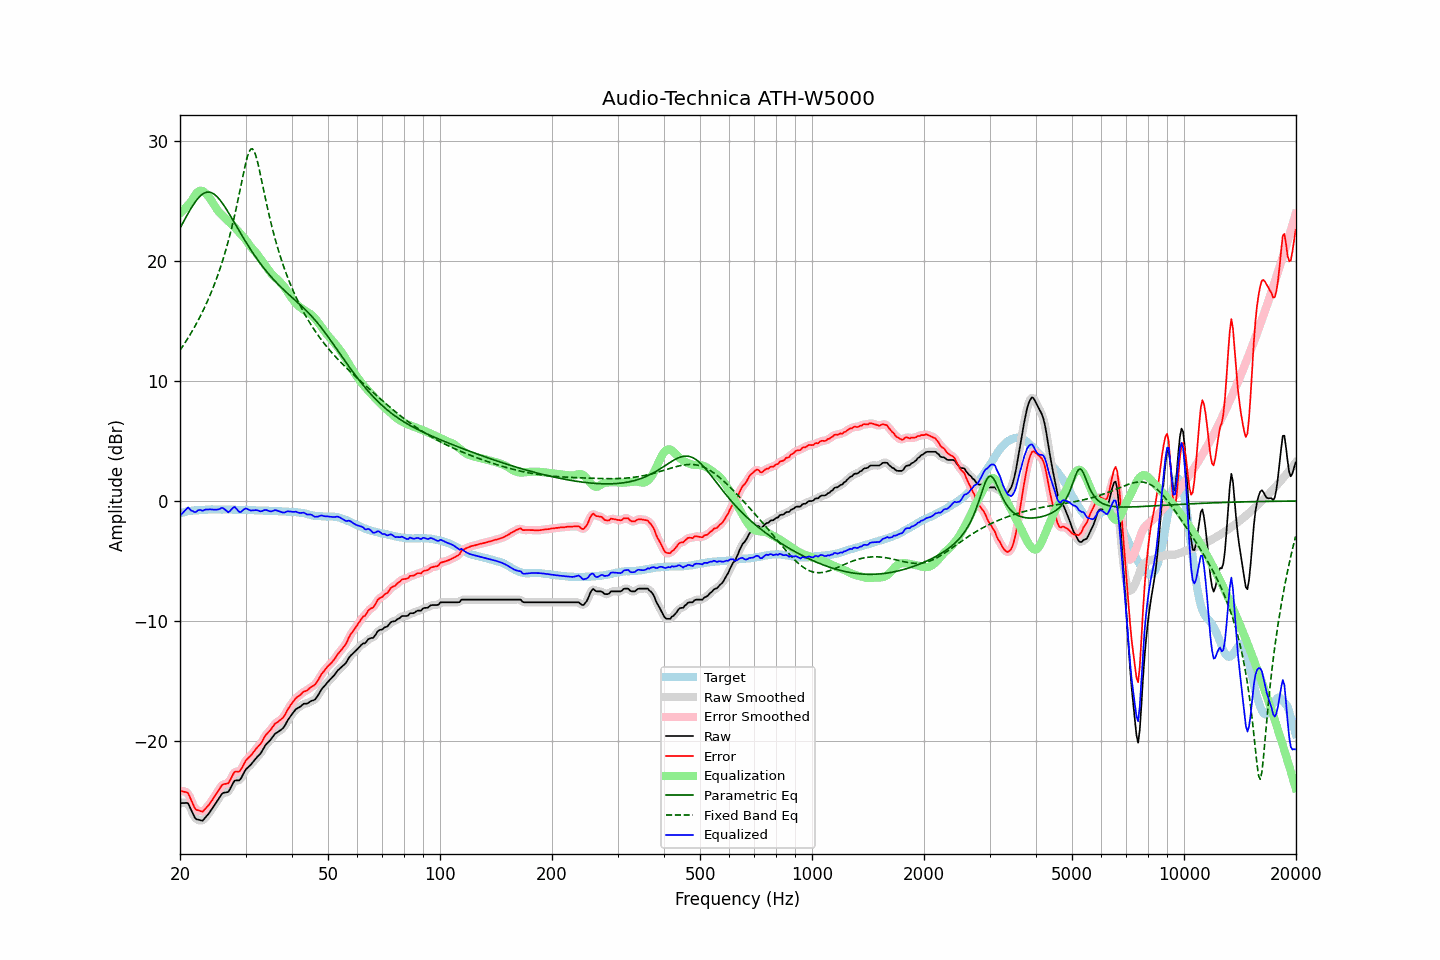 Audio-Technica ATH-W5000
Amplitude (dBr)
30
20
10
0
−10
−20
20
50
100
200
500
1000
2000
5000
10000
20000
Frequency (Hz)
Target
Raw Smoothed
Error Smoothed
Raw
Error
Equalization
Parametric Eq
Fixed Band Eq
Equalized